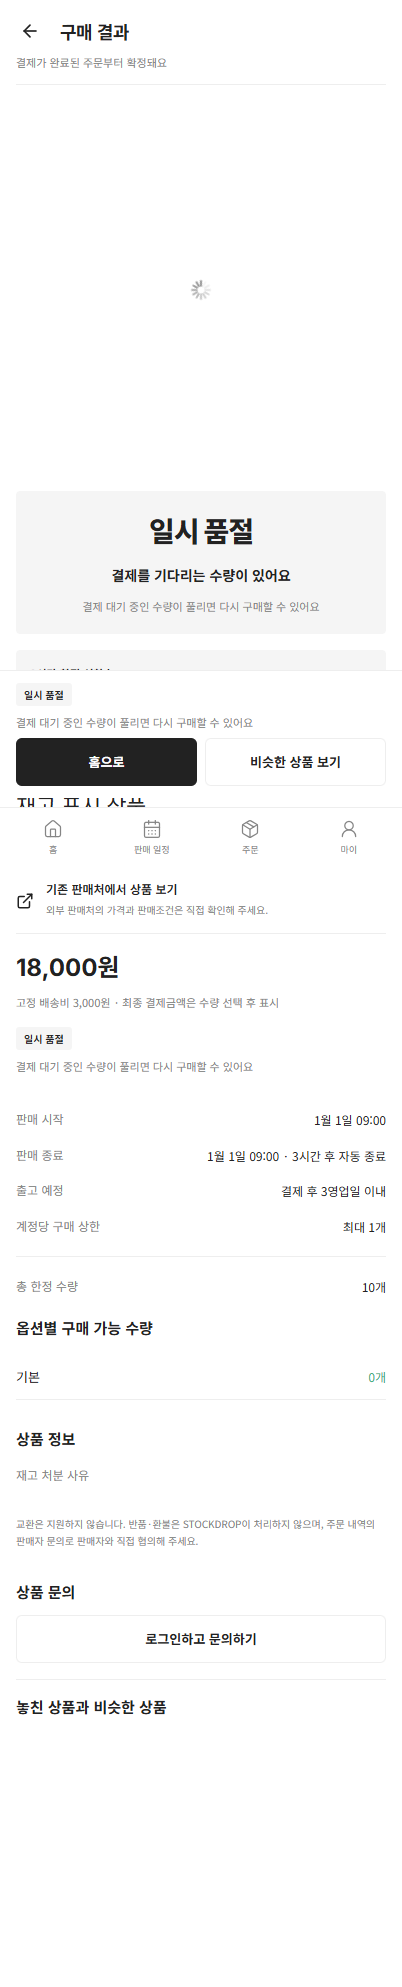 구매 결과
결제가 완료된 주문부터 확정돼요
일시 품절
결제를 기다리는 수량이 있어요
결제 대기 중인 수량이 풀리면 다시 구매할 수 있어요
일시 품절
결제 대기 중인 수량이 풀리면 다시 구매할 수 있어요
홈으로
비슷한 상품 보기
재고 표시 상품
홈
판매 일정
주문
마이
기존 판매처에서 상품 보기
외부 판매처의 가격과 판매조건은 직접 확인해 주세요.
18,000원
고정 배송비 3,000원 · 최종 결제금액은 수량 선택 후 표시
일시 품절
결제 대기 중인 수량이 풀리면 다시 구매할 수 있어요
판매 시작 1월 1일 09:00
판매 종료 1월 1일 09:00 · 3시간 후 자동 종료
출고 예정 결제 후 3영업일 이내
계정당 구매 상한 최대 1개
총 한정 수량 10개
옵션별 구매 가능 수량
기본 0개
상품 정보
재고 처분 사유
교환은 지원하지 않습니다. 반품·환불은 STOCKDROP이 처리하지 않으며, 주문 내역의
판매자 문의로 판매자와 직접 협의해 주세요.
상품 문의
로그인하고 문의하기
놓친 상품과 비슷한 상품